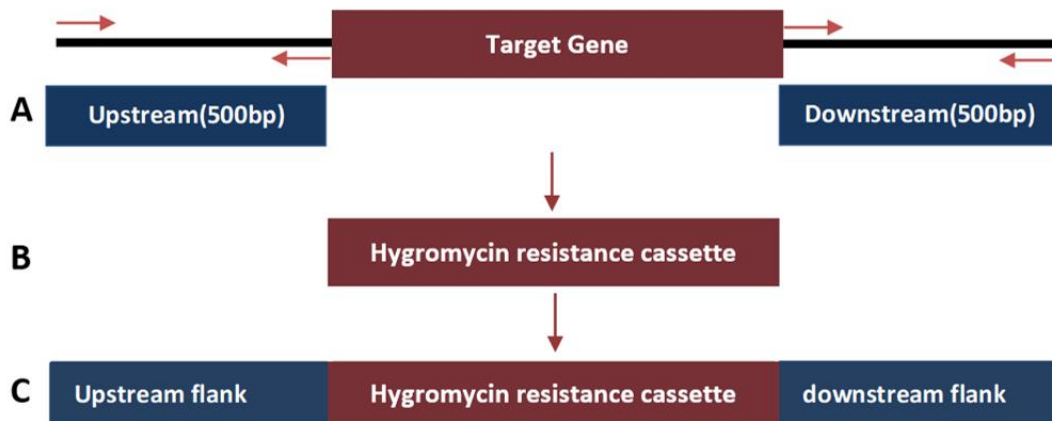 Target Gene
A
Upstream(500bp)
Downstream(500bp)
B
Hygromycin resistance cassette
C
Upstream flank
Hygromycin resistance cassette
downstream flank